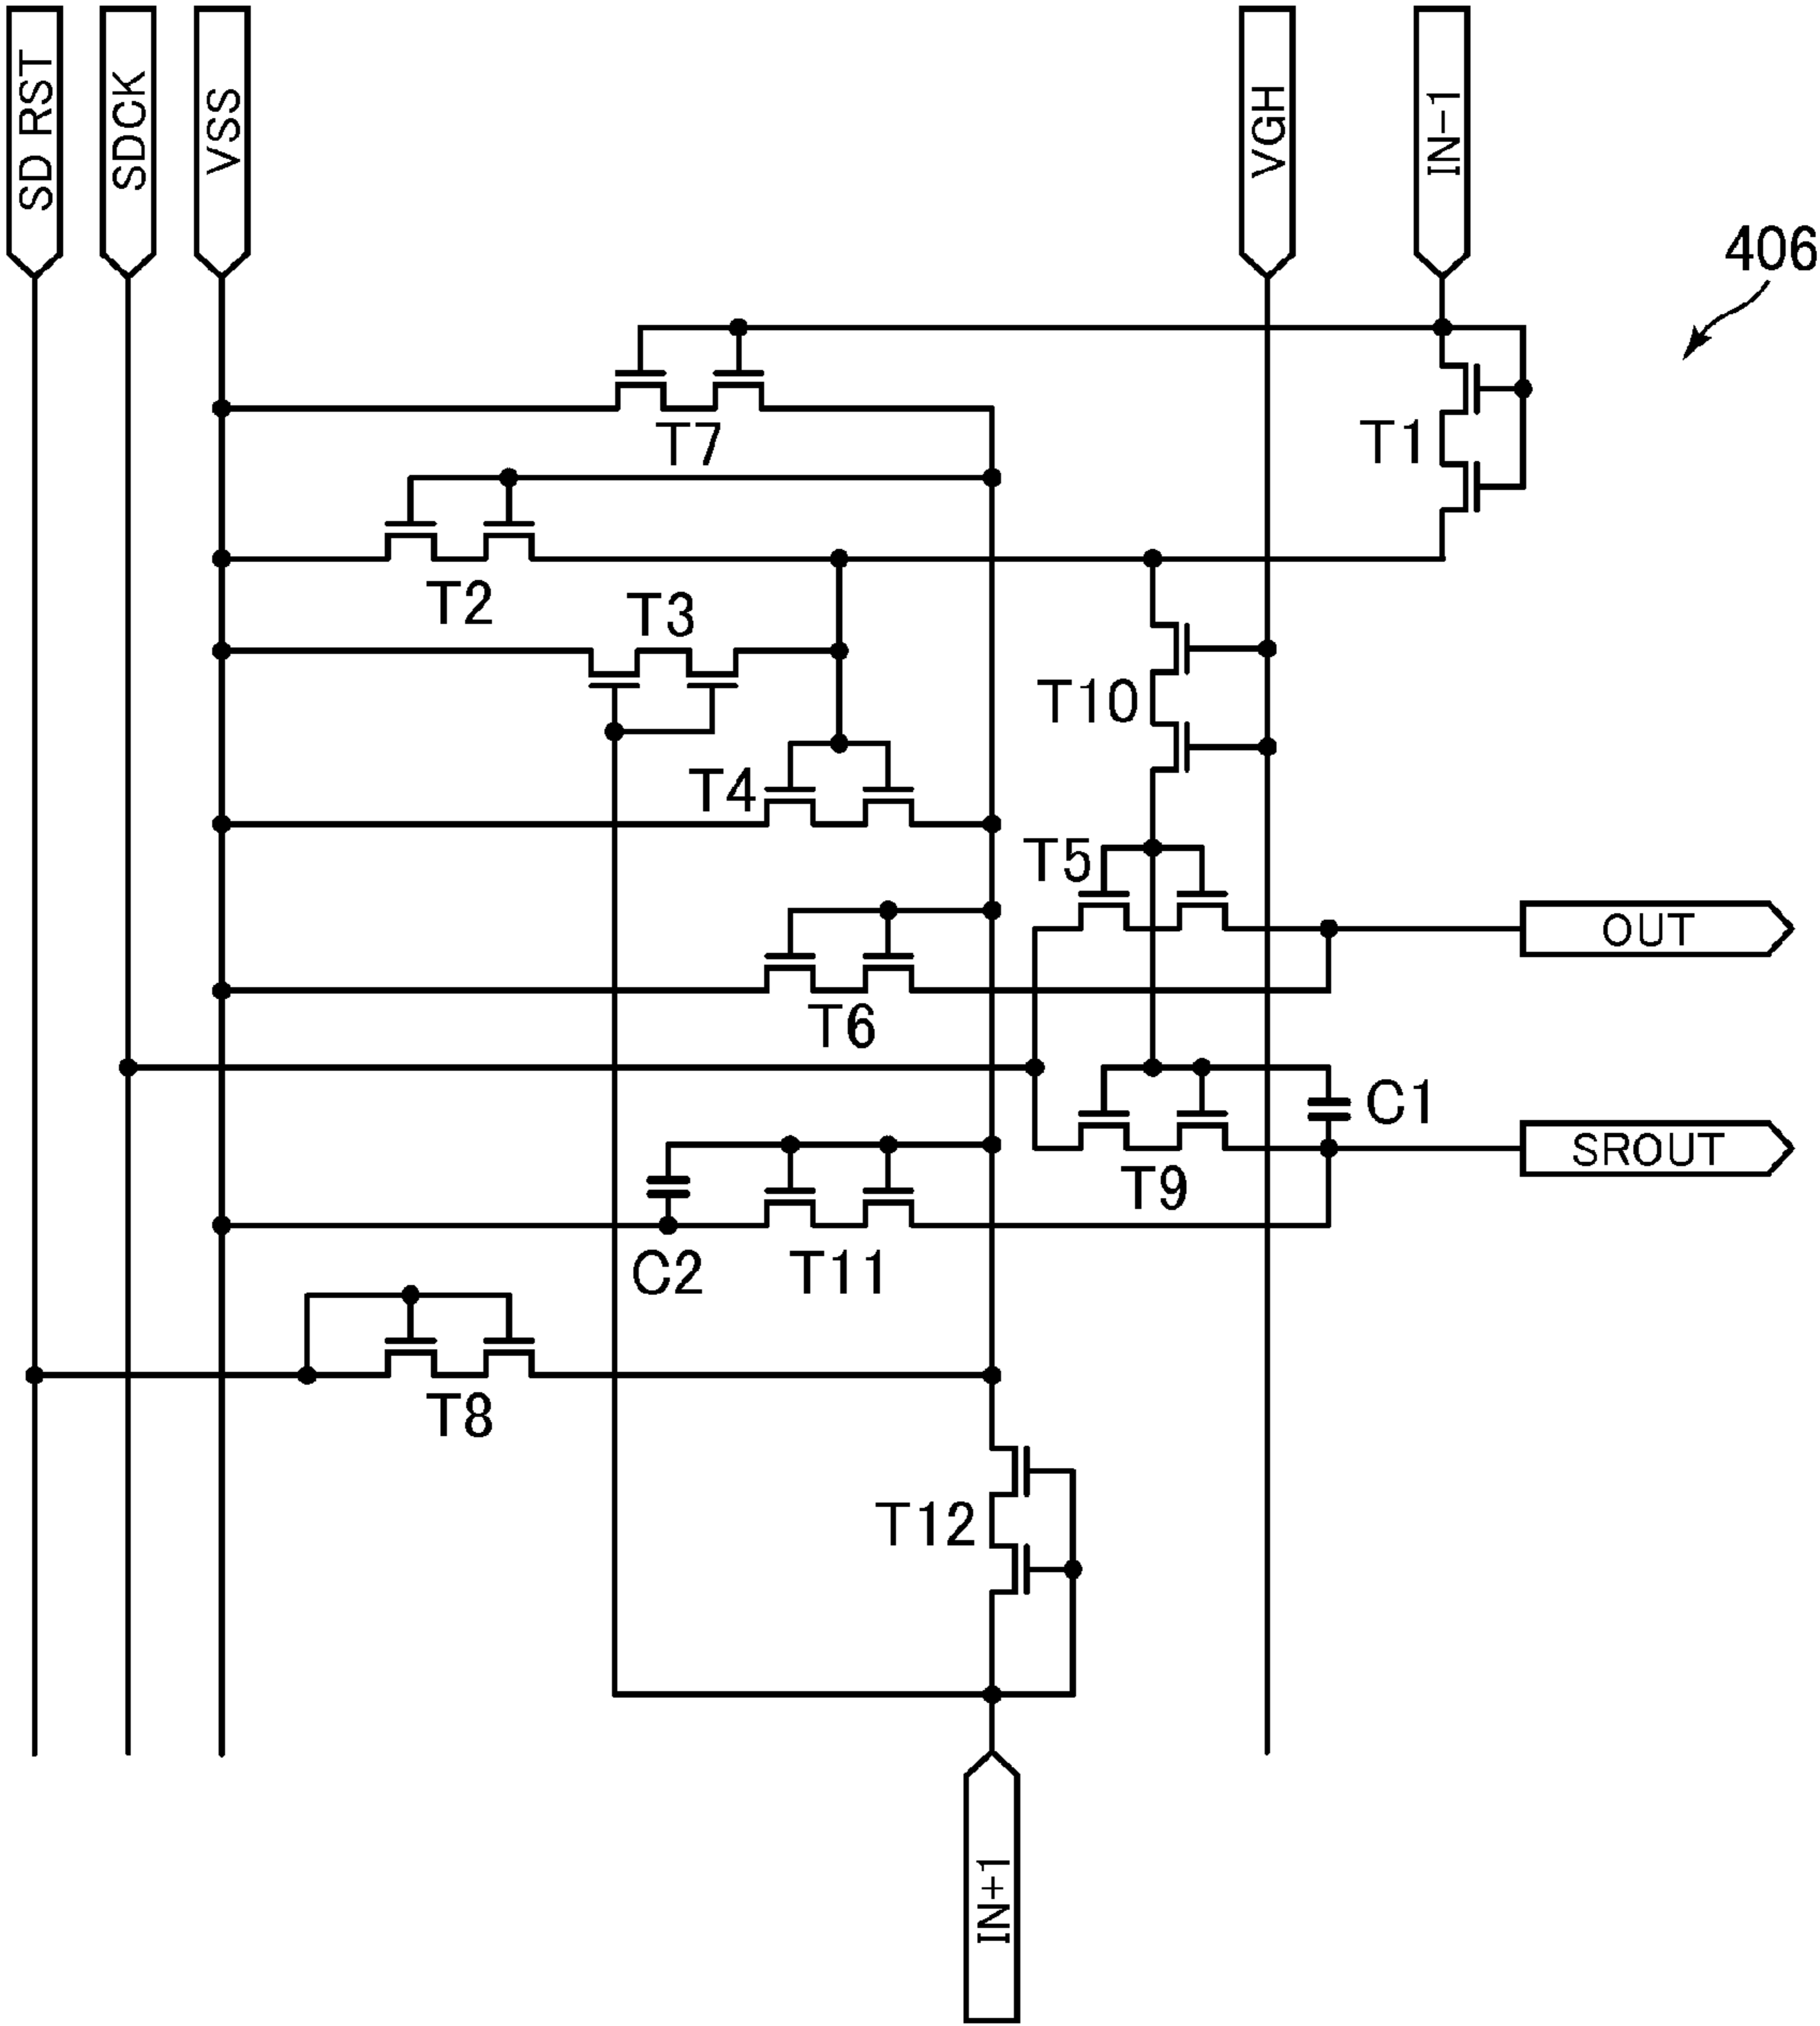 SD RST
SDCK
VSS
VGH
IN-1
406
T7
T1
T2
T3
T10
T4
T5
OUT
T6
C1
SROUT
T9
C2
T11
T8
T12
IN+1